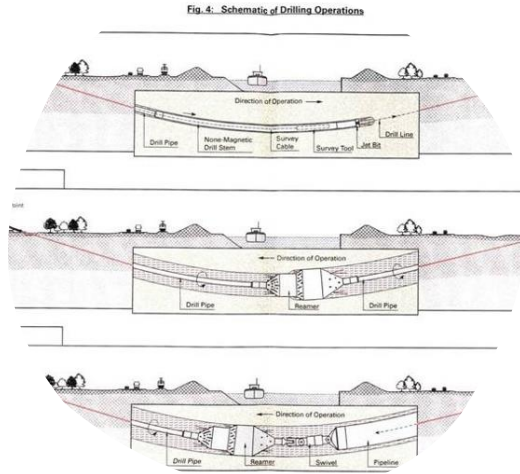 Fig. 4: Schematic of Drilling Operations
Direction of Operation
Drill Pipe
None-Magnetic
Drill Stem
Survey
Cable
Survey Tool
Jet Bit
Drill Line
oint
Direction of Operation
Drill Pipe
Reamer
Drill Pipe
Direction of Operation
Drill Pipe
Reamer
Swivel
Pipeline